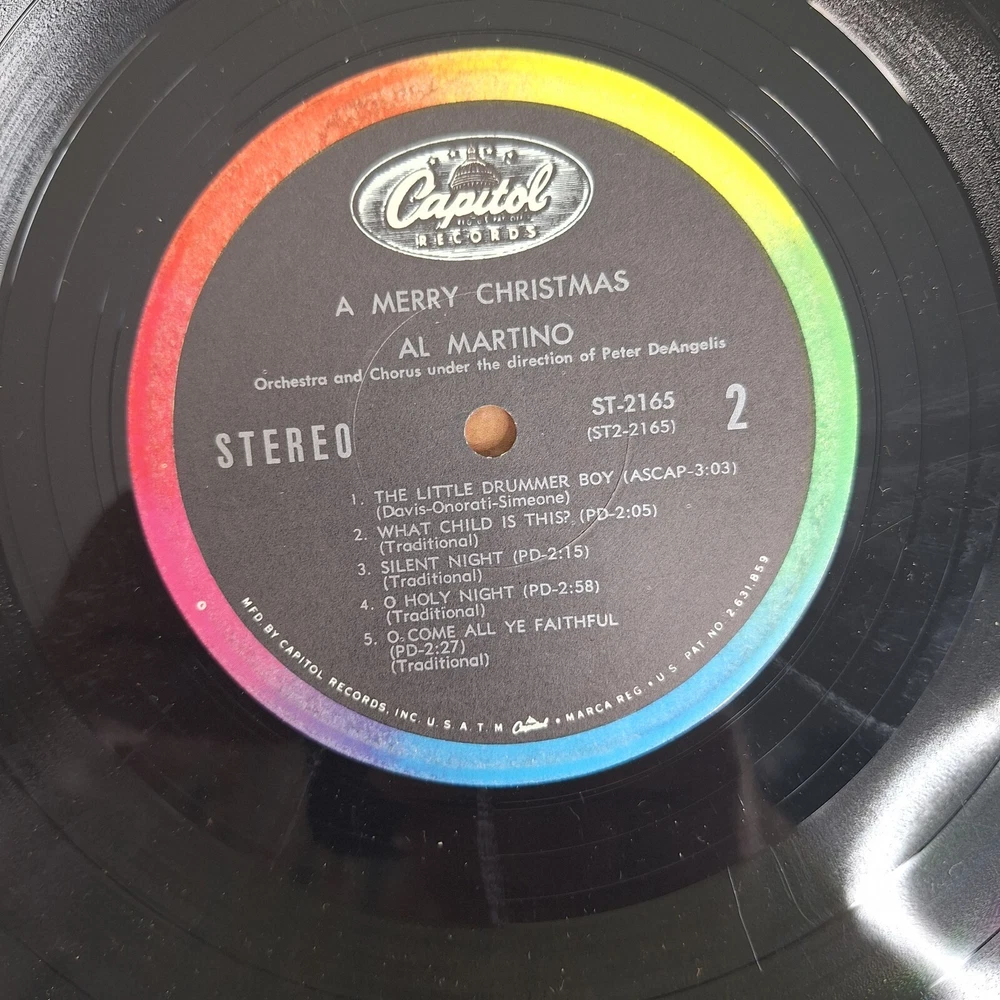 Capitol
RECORDS
A MERRY CHRISTMAS
AL MARTINO
Orchestra and Chorus under the direction of Peter DeAngelis
STEREO
ST-2165
(ST2-2165)
2
1. THE LITTLE DRUMMER BOY (ASCAP-3:03)
(Davis-Onorati-Simeone)
2. WHAT CHILD IS THIS? (PD-2:05)
(Traditional)
3. SILENT NIGHT (PD-2:15)
(Traditional)
4. O HOLY NIGHT (PD-2:58)
(Traditional)
5. O COME ALL YE FAITHFUL
(PD-2:27)
(Traditional)
MFD. BY CAPITOL RECORDS, INC. U. S. A. T. M. Capitol • MARCA REG • U.S. PAT. NO. 2,631,859